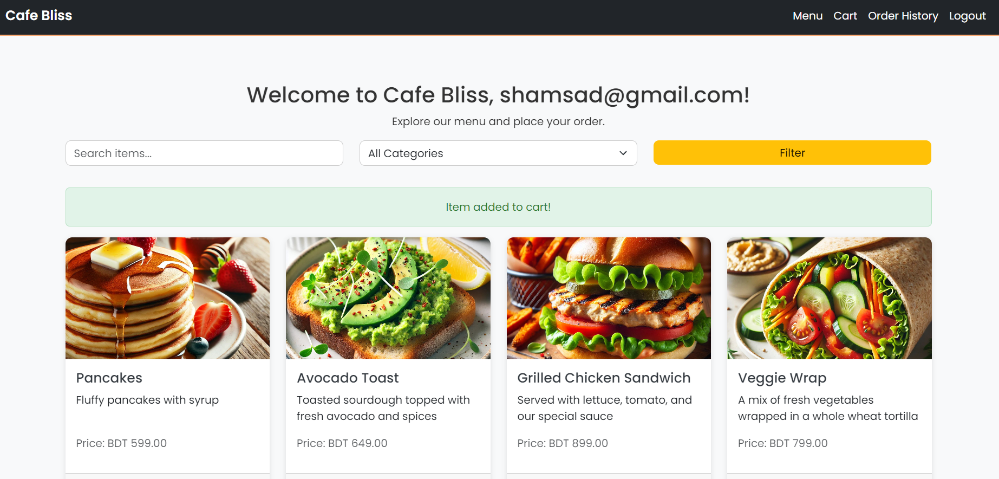 Cafe Bliss
Menu Cart Order History Logout
Welcome to Cafe Bliss, shamsad@gmail.com!
Explore our menu and place your order.
Search items...
All Categories
Filter
Item added to cart!
Pancakes
Fluffy pancakes with syrup
Price: BDT 599.00
Avocado Toast
Toasted sourdough topped with
fresh avocado and spices
Price: BDT 649.00
Grilled Chicken Sandwich
Served with lettuce, tomato, and
our special sauce
Price: BDT 899.00
Veggie Wrap
A mix of fresh vegetables
wrapped in a whole wheat tortilla
Price: BDT 799.00